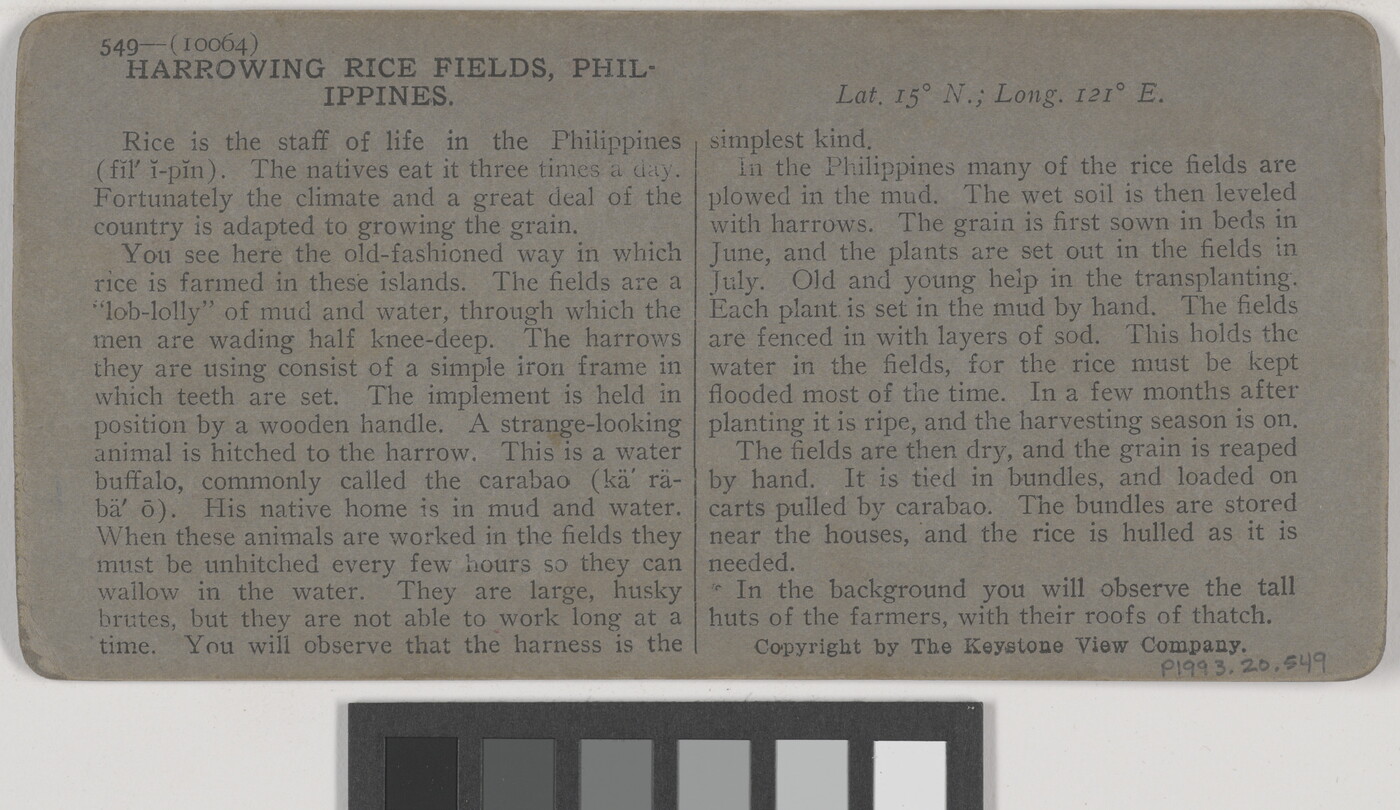 549—(10064)
HARROWING RICE FIELDS, PHIL-
IPPINES.
Lat. 15° N.; Long. 121° E.
Rice is the staff of life in the Philippines
(fĭl′ ĭ-pĭn). The natives eat it three times a day.
Fortunately the climate and a great deal of the
country is adapted to growing the grain.
You see here the old-fashioned way in which
rice is farmed in these islands. The fields are a
“lob-lolly” of mud and water, through which the
men are wading half knee-deep. The harrows
they are using consist of a simple iron frame in
which teeth are set. The implement is held in
position by a wooden handle. A strange-looking
animal is hitched to the harrow. This is a water
buffalo, commonly called the carabao (kä′ rä-
bä′ ō). His native home is in mud and water.
When these animals are worked in the fields they
must be unhitched every few hours so they can
wallow in the water. They are large, husky
brutes, but they are not able to work long at a
time. You will observe that the harness is the
simplest kind.
In the Philippines many of the rice fields are
plowed in the mud. The wet soil is then leveled
with harrows. The grain is first sown in beds in
June, and the plants are set out in the fields in
July. Old and young help in the transplanting.
Each plant is set in the mud by hand. The fields
are fenced in with layers of sod. This holds the
water in the fields, for the rice must be kept
flooded most of the time. In a few months after
planting it is ripe, and the harvesting season is on.
The fields are then dry, and the grain is reaped
by hand. It is tied in bundles, and loaded on
carts pulled by carabao. The bundles are stored
near the houses, and the rice is hulled as it is
needed.
In the background you will observe the tall
huts of the farmers, with their roofs of thatch.
Copyright by The Keystone View Company.
P1993.20.549